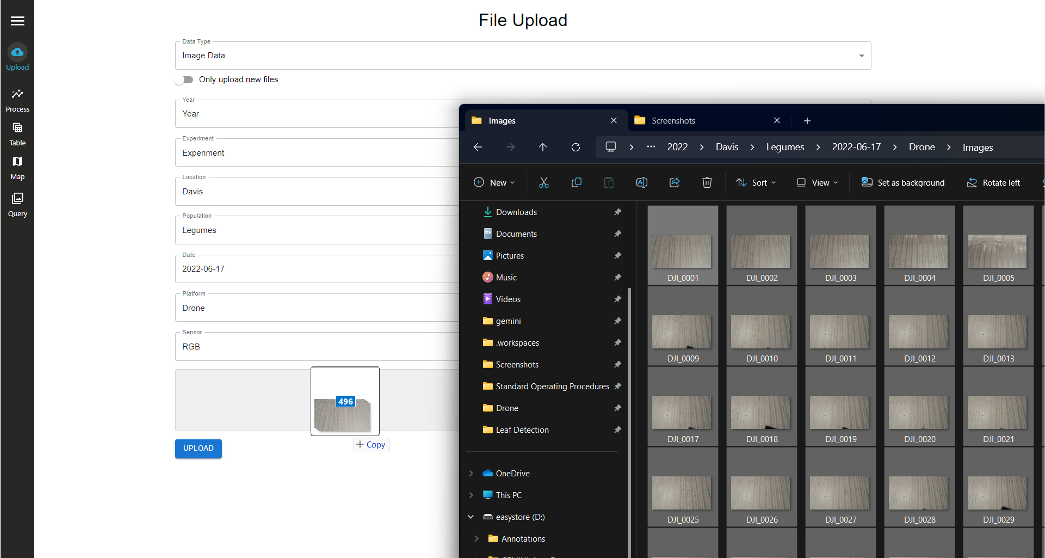 File Upload
Upload
Process
Table
Map
Query
Data Type
Image Data
Only upload new files
Year
Year
Experiment
Experiment
Location
Davis
Population
Legumes
Date
2022-06-17
Platform
Drone
Sensor
RGB
496
+ Copy
UPLOAD
Images
Screenshots
... 2022 > Davis > Legumes > 2022-06-17 > Drone > Images
New
Sort
View
Set as background
Rotate left
Downloads
Documents
Pictures
Music
Videos
gemini
.workspaces
Screenshots
Standard Operating Procedures
Drone
Leaf Detection
OneDrive
This PC
easystore (D:)
Annotations
DJI_0001 DJI_0002 DJI_0003 DJI_0004 DJI_0005
DJI_0009 DJI_0010 DJI_0011 DJI_0012 DJI_0013
DJI_0017 DJI_0018 DJI_0019 DJI_0020 DJI_0021
DJI_0025 DJI_0026 DJI_0027 DJI_0028 DJI_0029